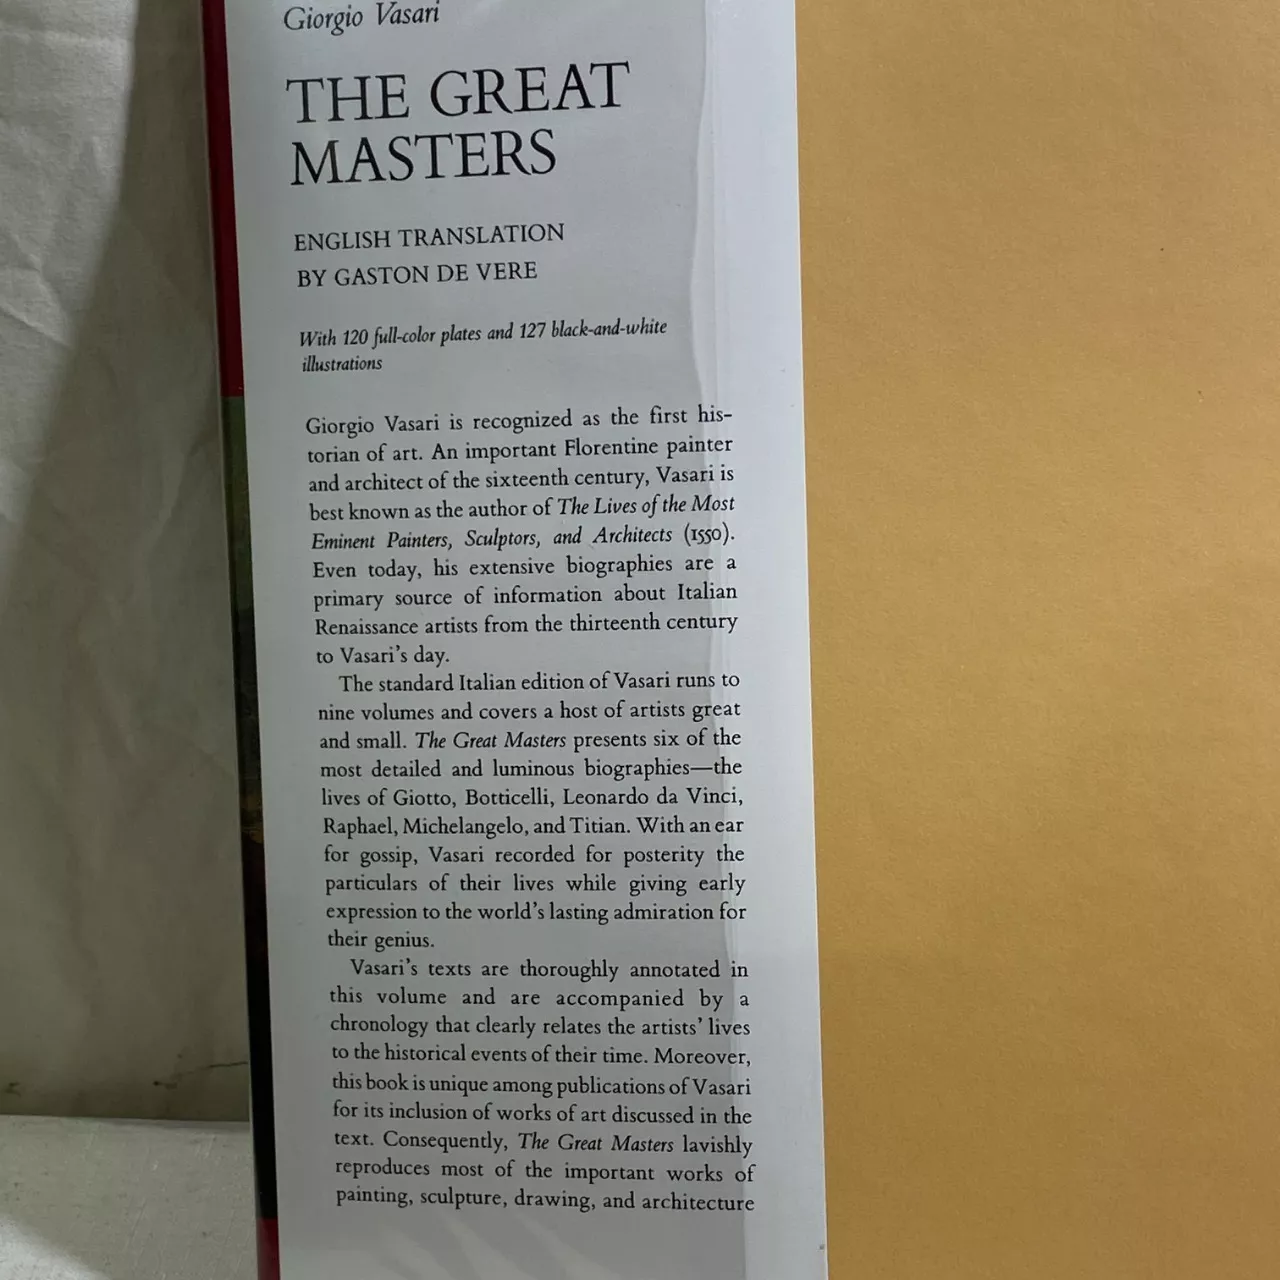 Giorgio Vasari
THE GREAT
MASTERS
ENGLISH TRANSLATION
BY GASTON DE VERE
With 120 full-color plates and 127 black-and-white
illustrations
Giorgio Vasari is recognized as the first his-
torian of art. An important Florentine painter
and architect of the sixteenth century, Vasari is
best known as the author of The Lives of the Most
Eminent Painters, Sculptors, and Architects (1550).
Even today, his extensive biographies are a
primary source of information about Italian
Renaissance artists from the thirteenth century
to Vasari's day.
The standard Italian edition of Vasari runs to
nine volumes and covers a host of artists great
and small. The Great Masters presents six of the
most detailed and luminous biographies—the
lives of Giotto, Botticelli, Leonardo da Vinci,
Raphael, Michelangelo, and Titian. With an ear
for gossip, Vasari recorded for posterity the
particulars of their lives while giving early
expression to the world's lasting admiration for
their genius.
Vasari's texts are thoroughly annotated in
this volume and are accompanied by a
chronology that clearly relates the artists' lives
to the historical events of their time. Moreover,
this book is unique among publications of Vasari
for its inclusion of works of art discussed in the
text. Consequently, The Great Masters lavishly
reproduces most of the important works of
painting, sculpture, drawing, and architecture